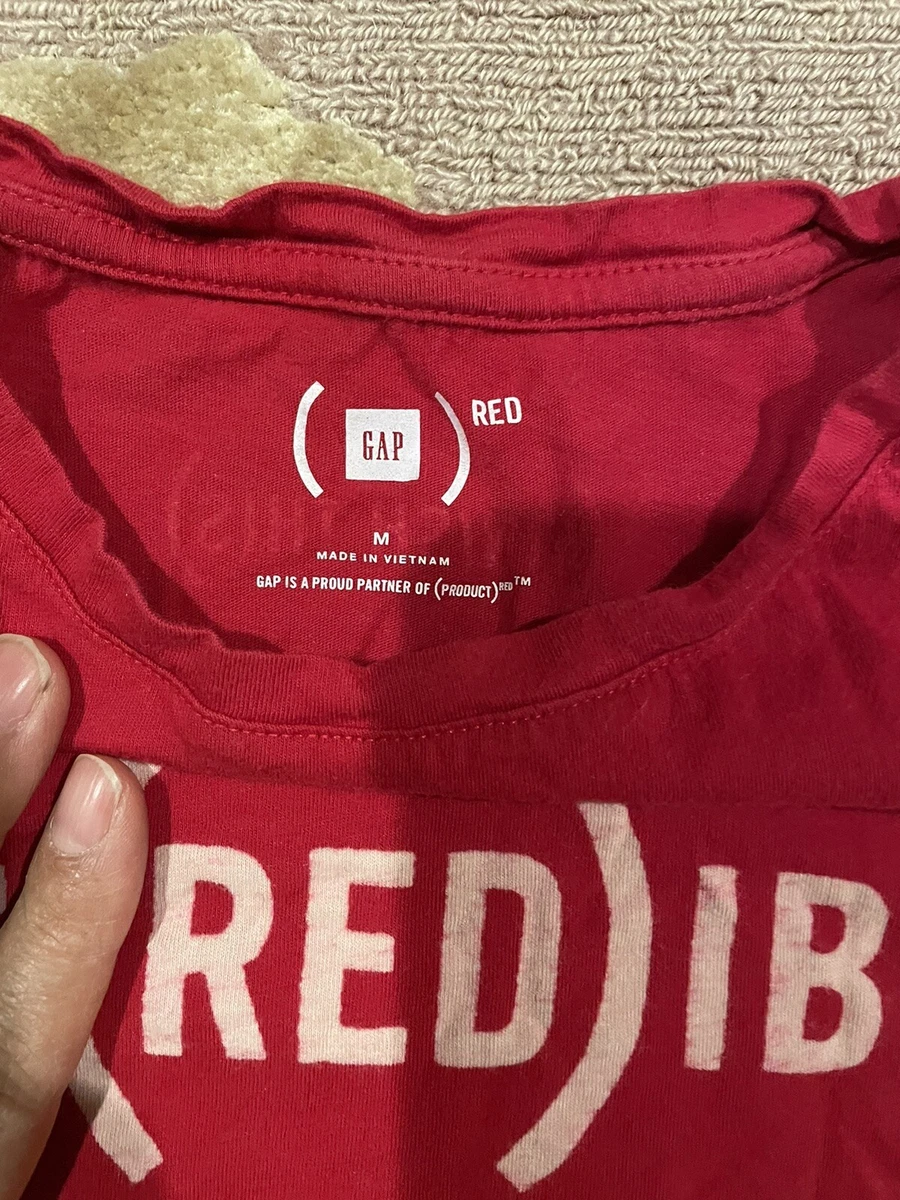 ( GAP ) RED
M
MADE IN VIETNAM
GAP IS A PROUD PARTNER OF (PRODUCT)RED™
(RED)IB